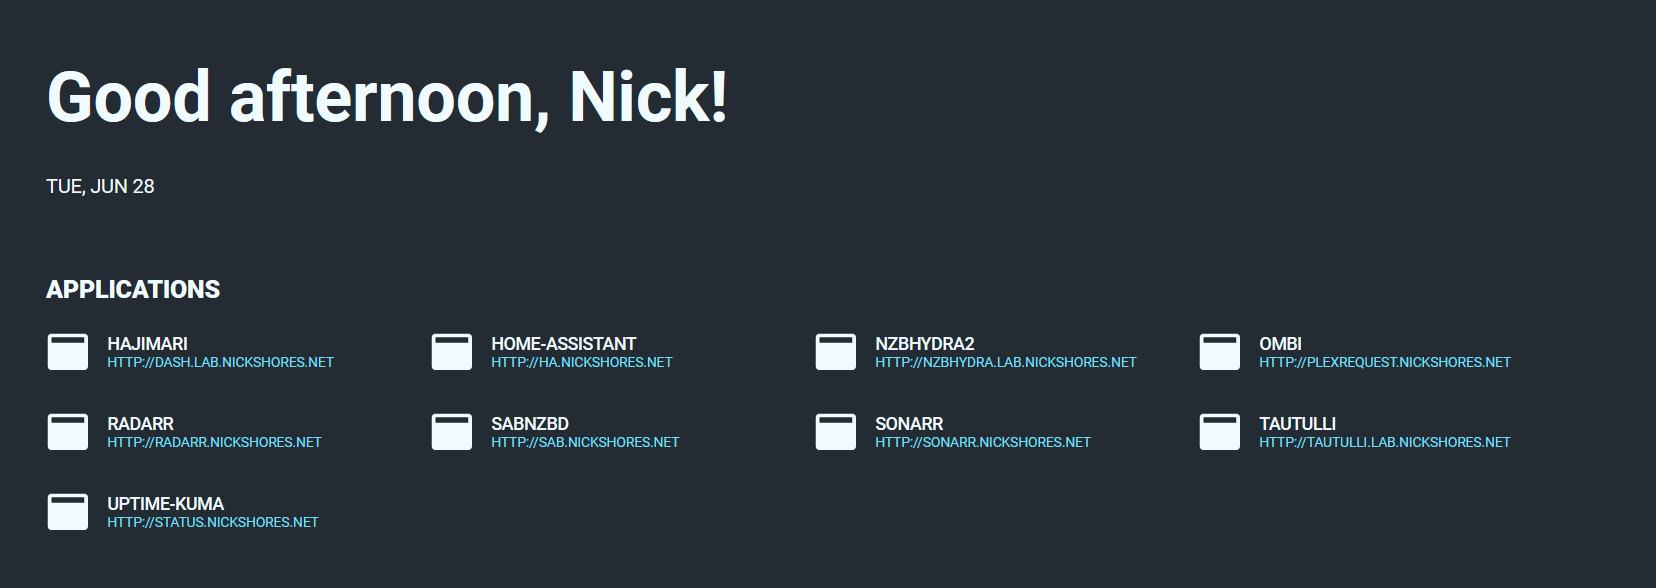 Good afternoon, Nick!
TUE, JUN 28
APPLICATIONS
HAJIMARI
HTTP://DASH.LAB.NICKSHORES.NET
HOME-ASSISTANT
HTTP://HA.NICKSHORES.NET
NZBHYDRA2
HTTP://NZBHYDRA.LAB.NICKSHORES.NET
OMBI
HTTP://PLEXREQUEST.NICKSHORES.NET
RADARR
HTTP://RADARR.NICKSHORES.NET
SABNZBD
HTTP://SAB.NICKSHORES.NET
SONARR
HTTP://SONARR.NICKSHORES.NET
TAUTULLI
HTTP://TAUTULLI.LAB.NICKSHORES.NET
UPTIME-KUMA
HTTP://STATUS.NICKSHORES.NET